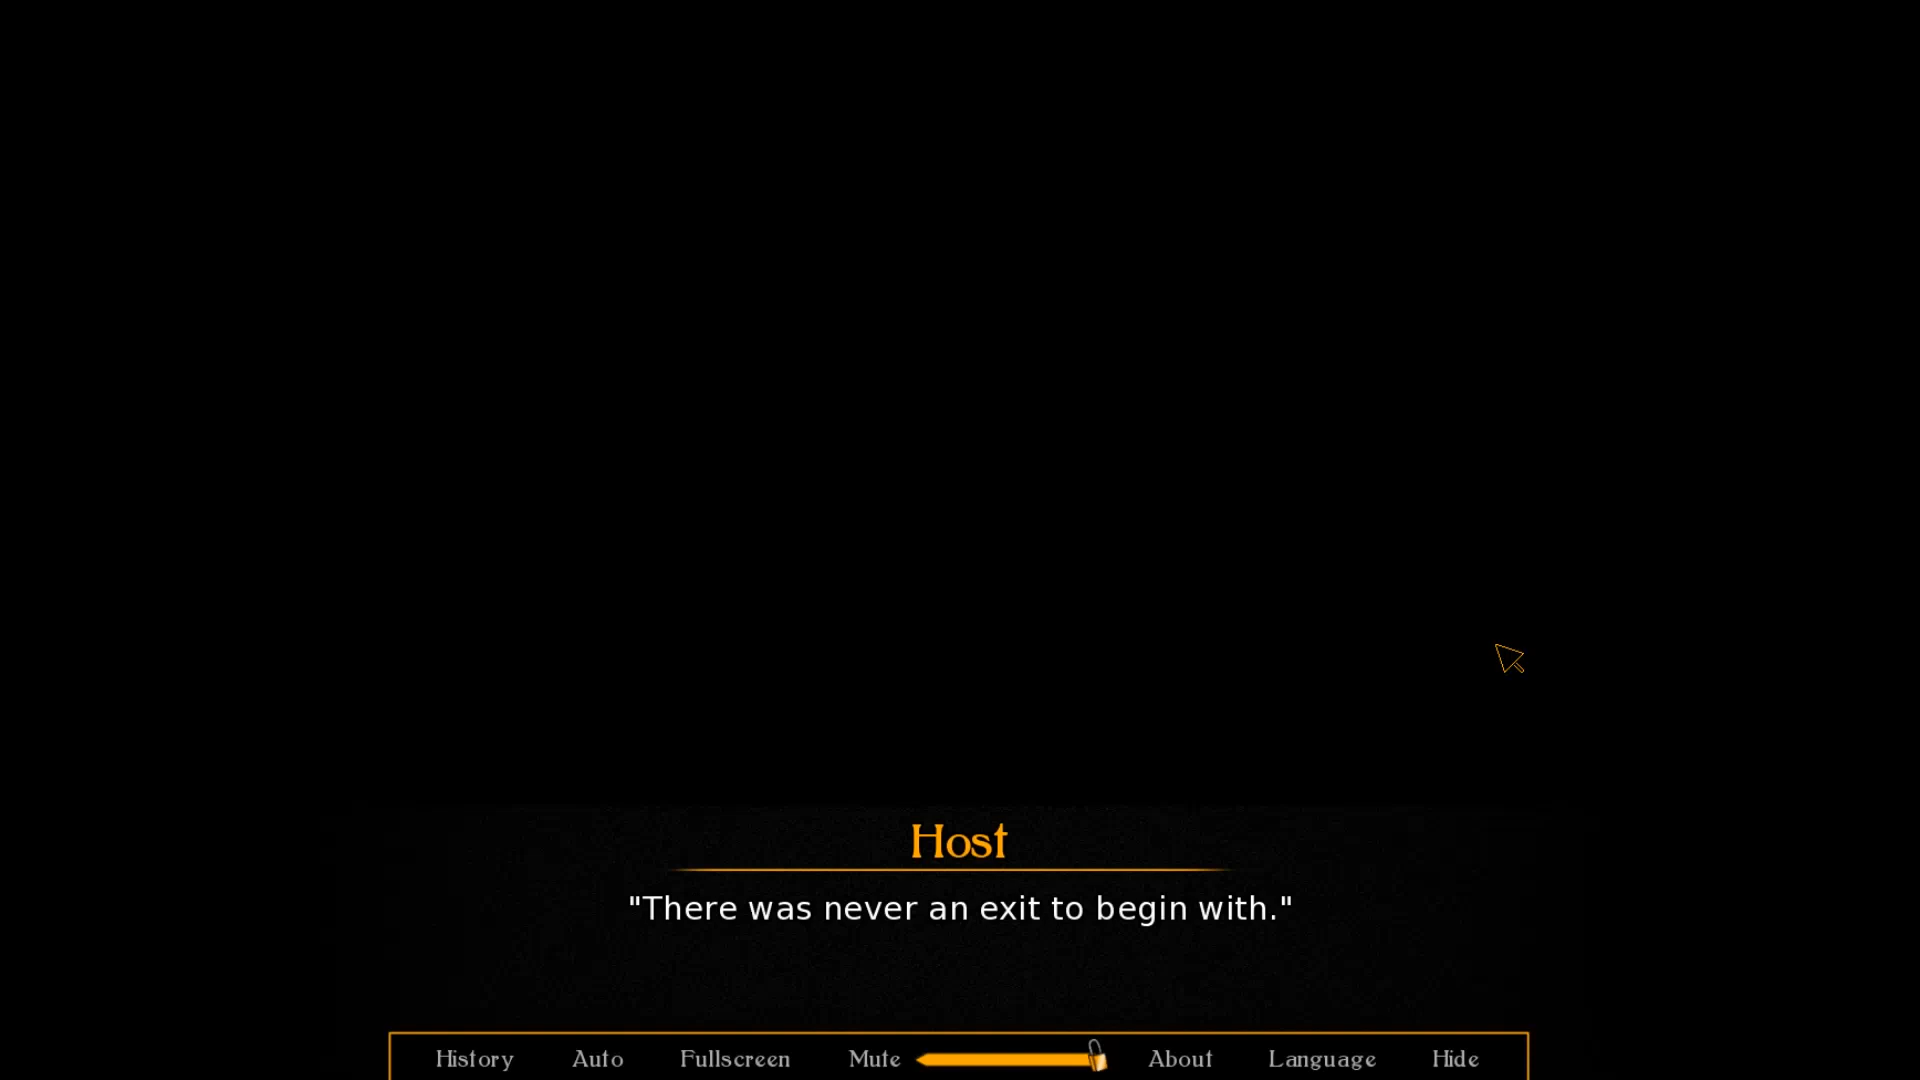 Host
"There was never an exit to begin with."
History Auto Fullscreen Mute About Language Hide